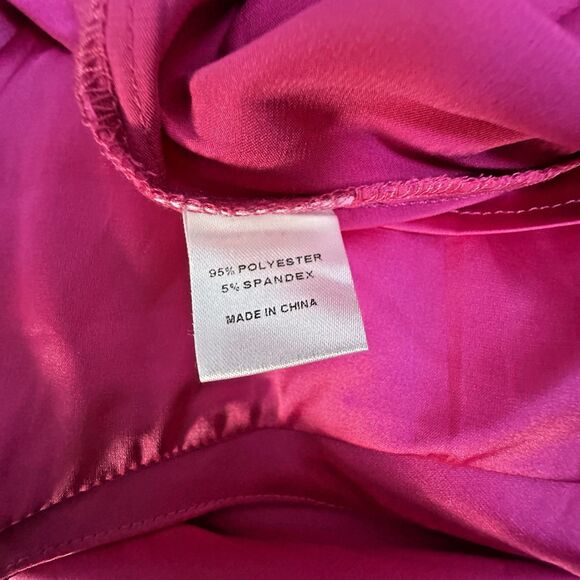 95% POLYESTER
5% SPANDEX
MADE IN CHINA